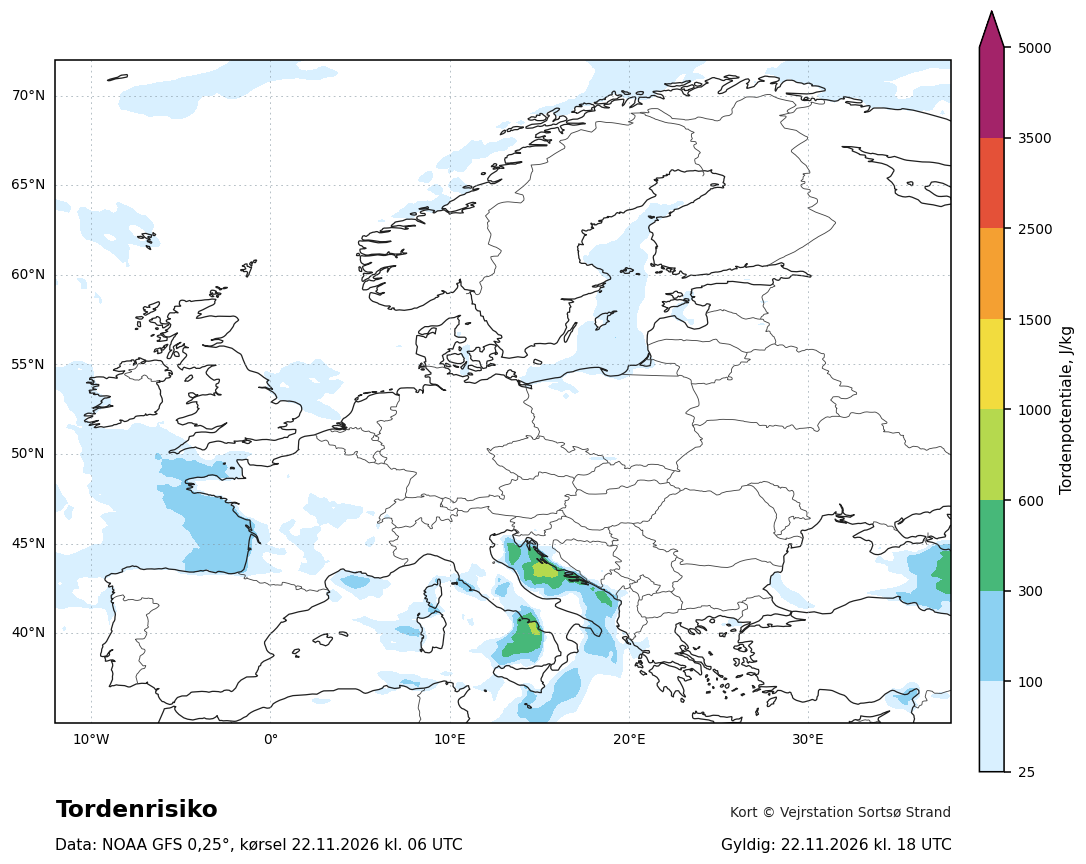 5000
3500
2500
1500
1000
600
300
100
25
Tordenpotentiale, J/kg
70°N
65°N
60°N
55°N
50°N
45°N
40°N
10°W
0°
10°E
20°E
30°E
Tordenrisiko
Kort © Vejrstation Sortsø Strand
Data: NOAA GFS 0,25°, kørsel 22.11.2026 kl. 06 UTC
Gyldig: 22.11.2026 kl. 18 UTC